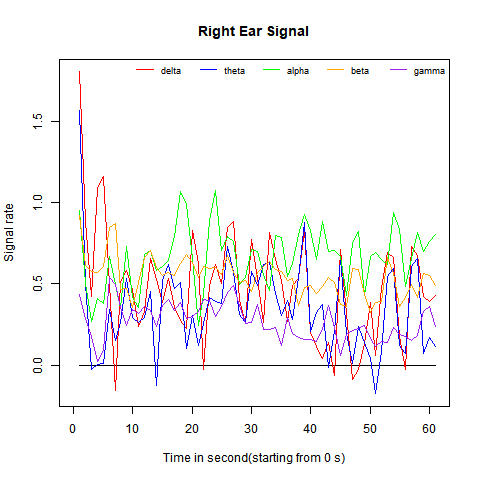 Right Ear Signal
delta theta alpha beta gamma
Signal rate
1.5
1.0
0.5
0.0
0 10 20 30 40 50 60
Time in second(starting from 0 s)